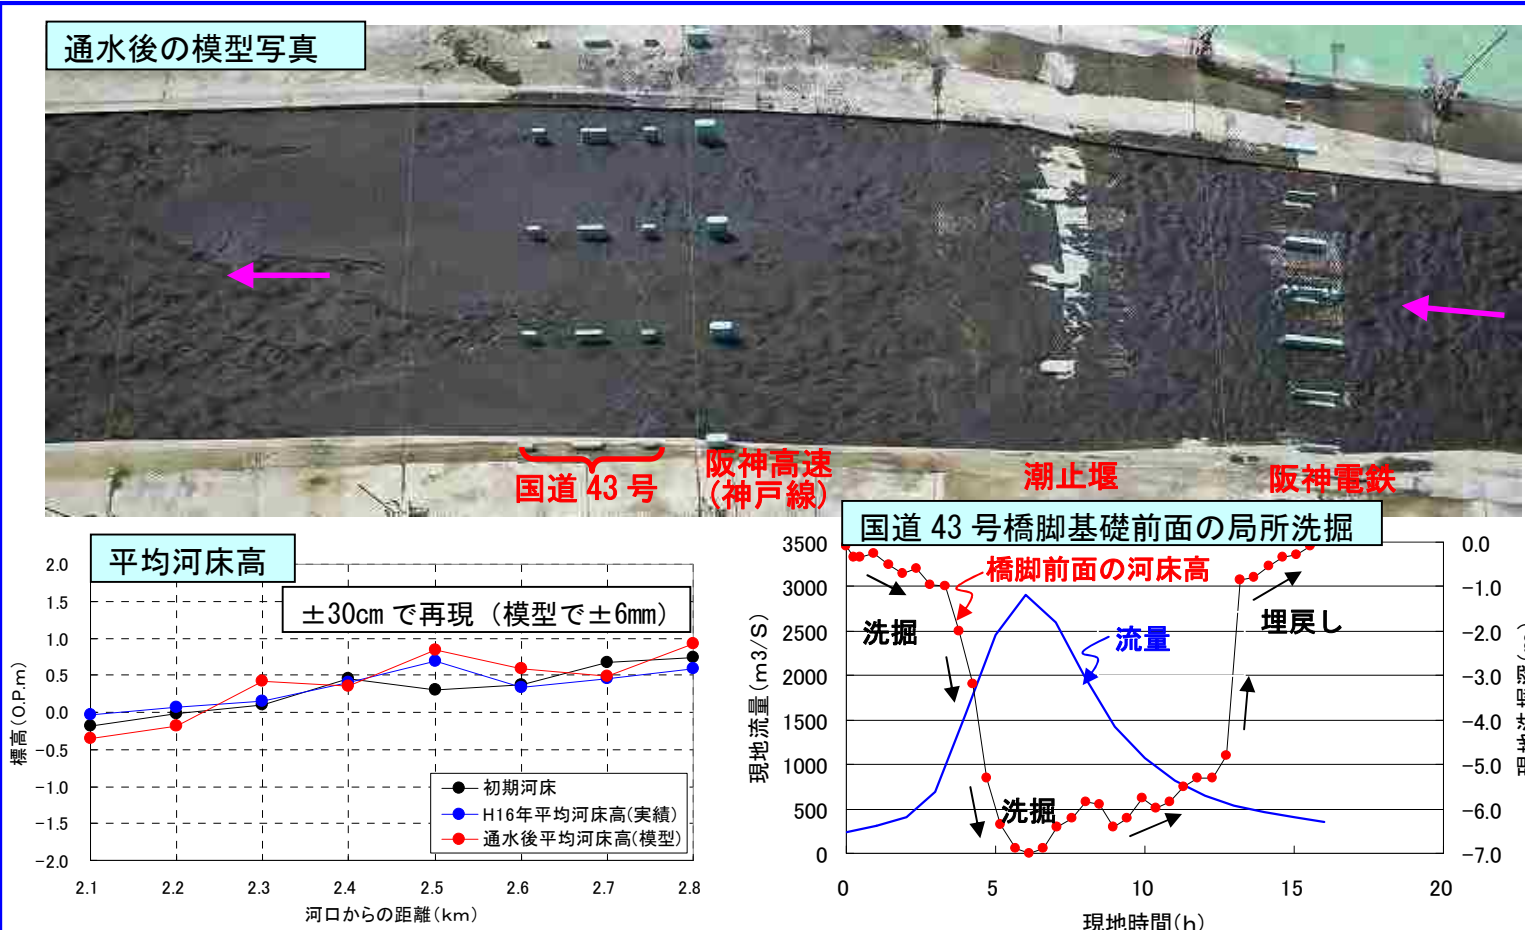 通水後の模型写真
国道 43 号
阪神高速
（神戸線）
潮止堰
阪神電鉄
平均河床高
±30cm で再現（模型で±6mm）
標高(O.P.m)
2.0
1.5
1.0
0.5
0.0
-0.5
-1.0
-1.5
-2.0
初期河床
H16年平均河床高(実績)
通水後平均河床高(模型)
2.1 2.2 2.3 2.4 2.5 2.6 2.7 2.8
河口からの距離(km)
国道 43 号橋脚基礎前面の局所洗掘
現地流量(m3/S)
3500
3000
2500
2000
1500
1000
500
0
橋脚前面の河床高
洗掘
流量
埋戻し
洗掘
0.0
-1.0
-2.0
-3.0
-4.0
-5.0
-6.0
-7.0
0 5 10 15 20
現地時間(h)